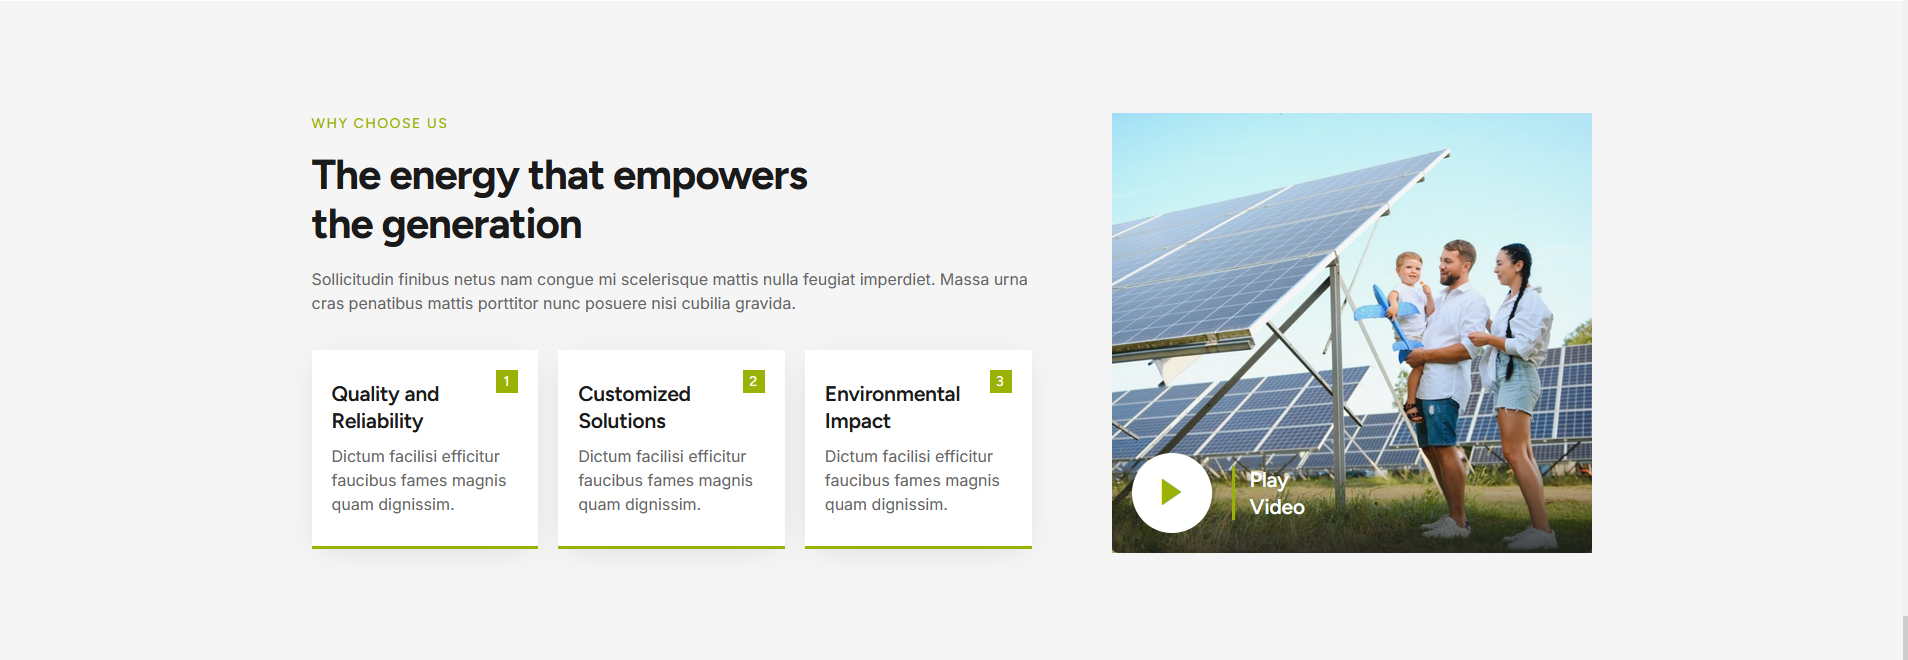 WHY CHOOSE US
The energy that empowers
the generation
Sollicitudin finibus netus nam congue mi scelerisque mattis nulla feugiat imperdiet. Massa urna
cras penatibus mattis porttitor nunc posuere nisi cubilia gravida.
1
Quality and
Reliability
Dictum facilisi efficitur
faucibus fames magnis
quam dignissim.
2
Customized
Solutions
Dictum facilisi efficitur
faucibus fames magnis
quam dignissim.
3
Environmental
Impact
Dictum facilisi efficitur
faucibus fames magnis
quam dignissim.
Play
Video